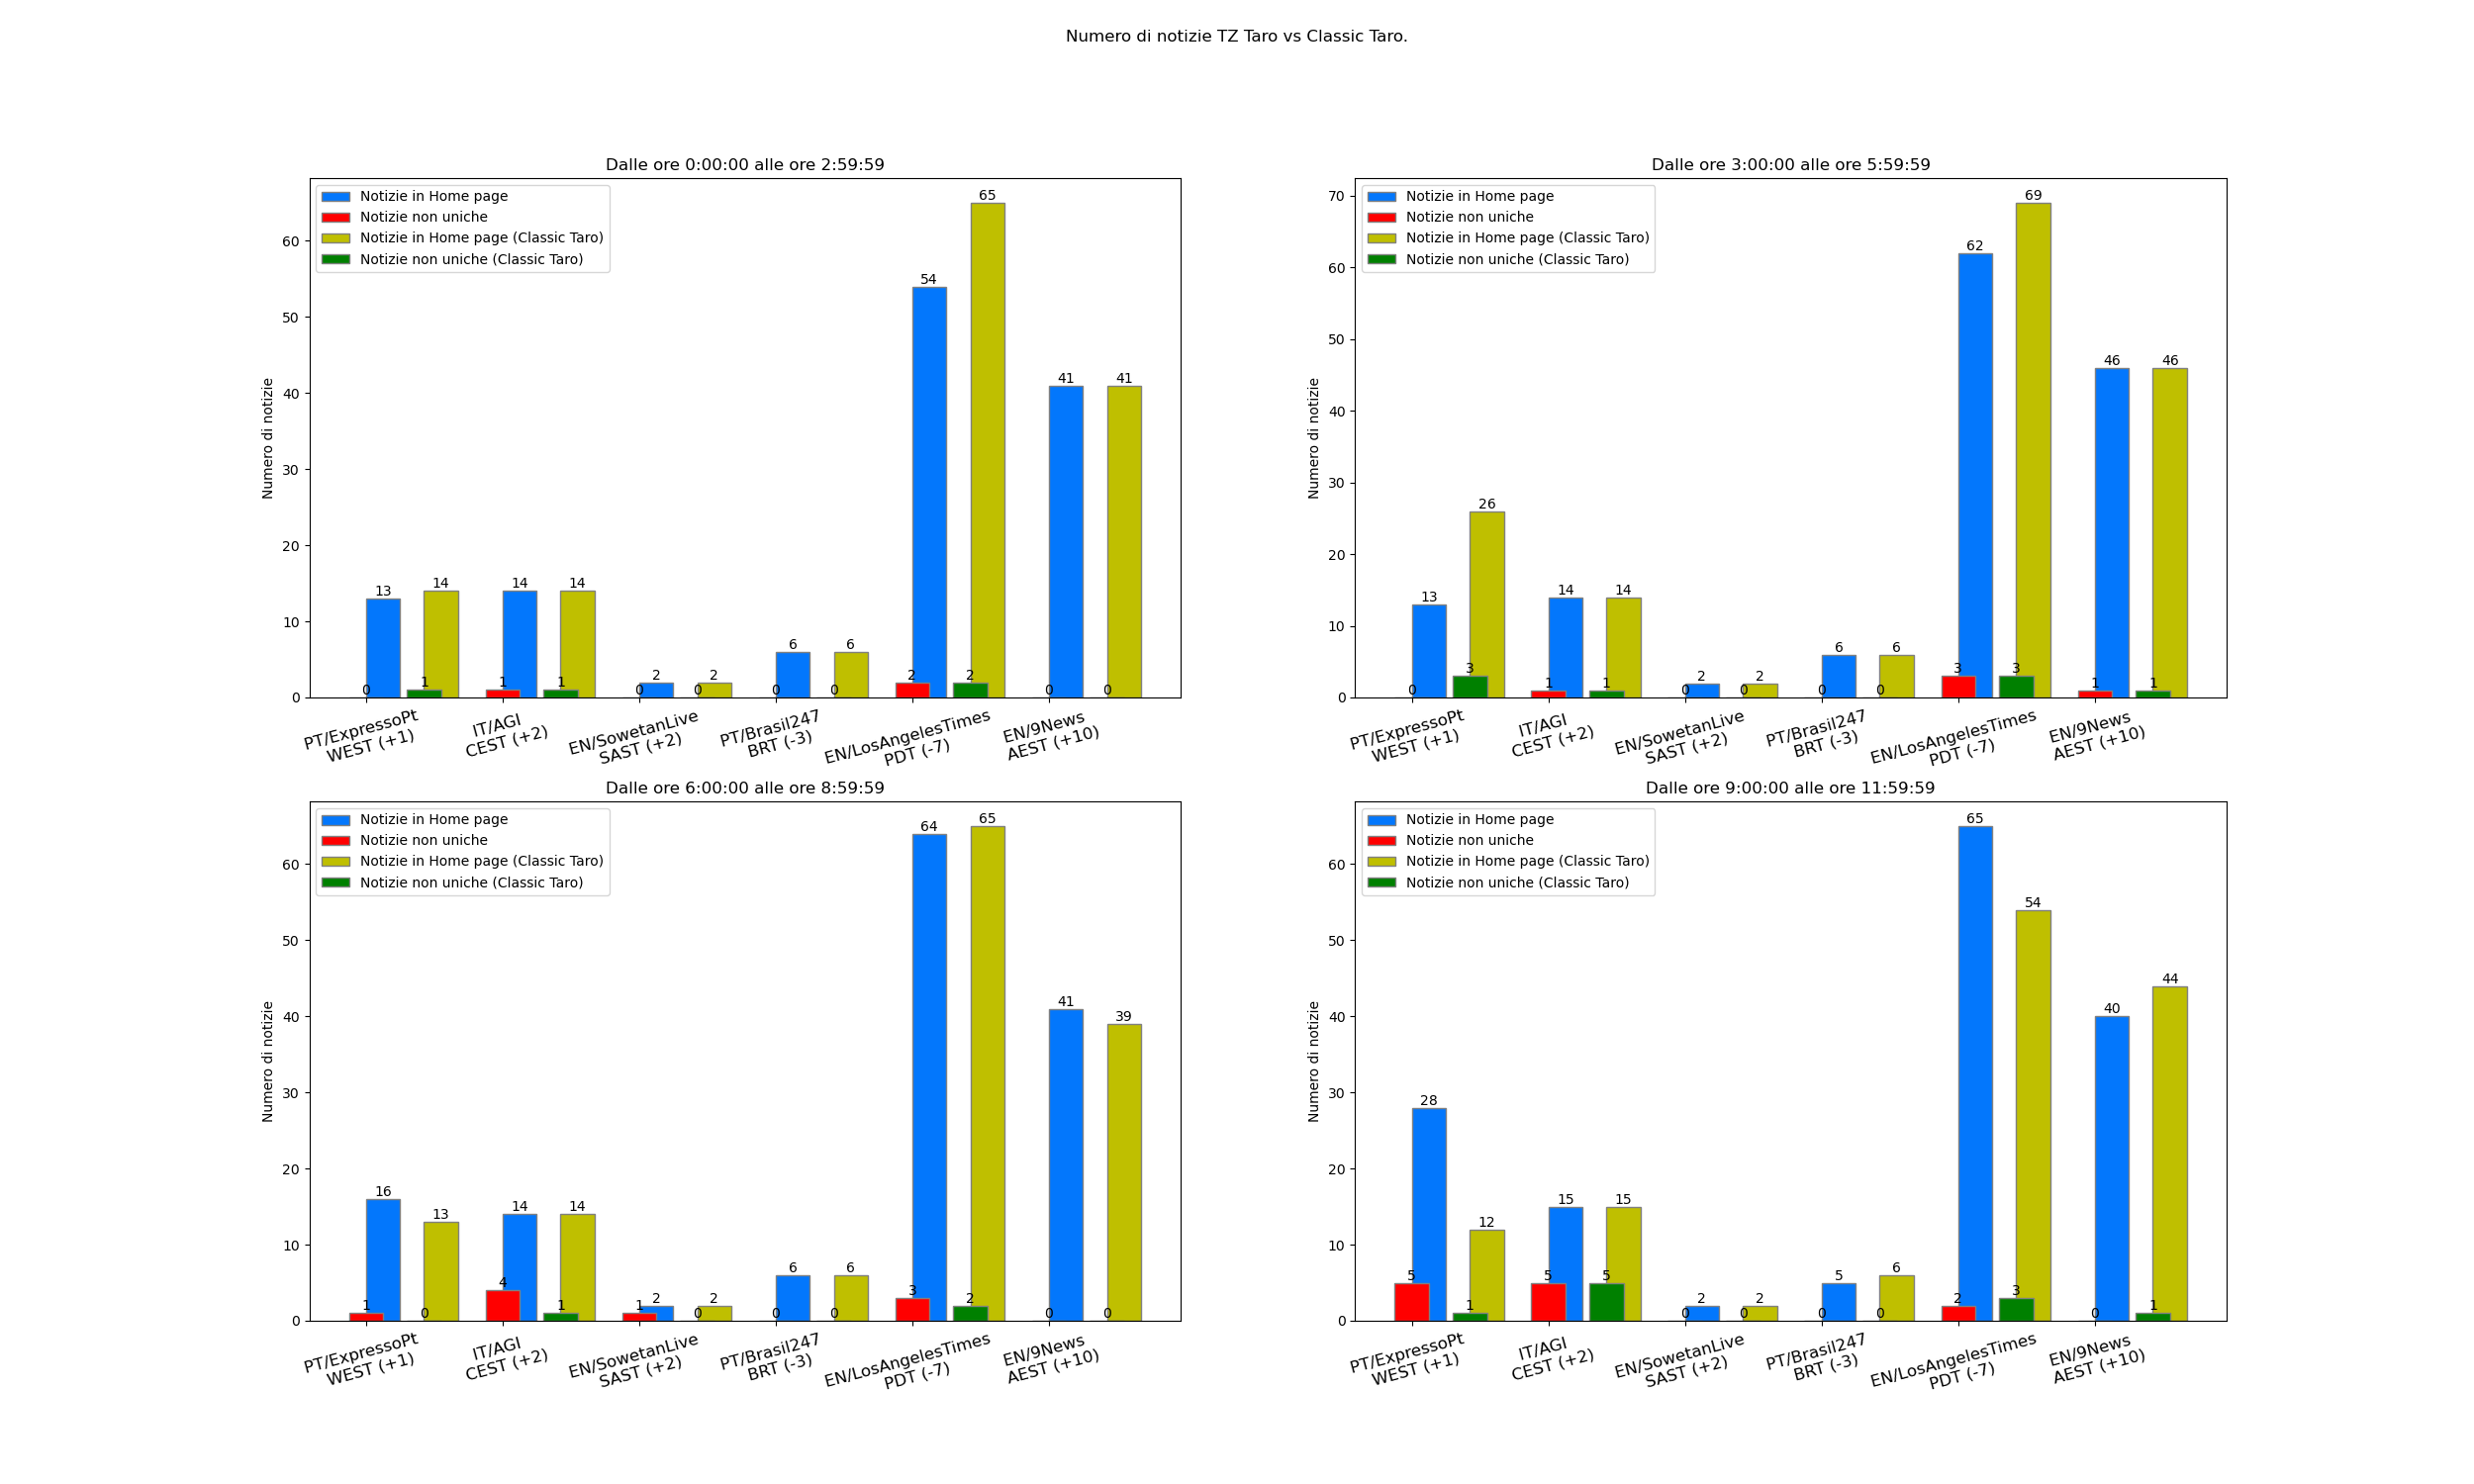 Numero di notizie TZ Taro vs Classic Taro.
Dalle ore 0:00:00 alle ore 2:59:59
Notizie in Home page
Notizie non uniche
Notizie in Home page (Classic Taro)
Notizie non uniche (Classic Taro)
Numero di notizie
60
50
40
30
20
10
0
13 14 14 14 2 2 6 6 54 65 41 41
0 1 1 1 0 0 0 0 2 2 0 0
PT/ExpressoPt
WEST (+1)
IT/AGI
CEST (+2)
EN/SowetanLive
SAST (+2)
PT/Brasil247
BRT (-3)
EN/LosAngelesTimes
PDT (-7)
EN/9News
AEST (+10)
Dalle ore 3:00:00 alle ore 5:59:59
Notizie in Home page
Notizie non uniche
Notizie in Home page (Classic Taro)
Notizie non uniche (Classic Taro)
Numero di notizie
70
60
50
40
30
20
10
0
13 26 14 14 2 2 6 6 62 69 46 46
0 3 1 1 0 0 0 0 3 3 1 1
PT/ExpressoPt
WEST (+1)
IT/AGI
CEST (+2)
EN/SowetanLive
SAST (+2)
PT/Brasil247
BRT (-3)
EN/LosAngelesTimes
PDT (-7)
EN/9News
AEST (+10)
Dalle ore 6:00:00 alle ore 8:59:59
Notizie in Home page
Notizie non uniche
Notizie in Home page (Classic Taro)
Notizie non uniche (Classic Taro)
Numero di notizie
60
50
40
30
20
10
0
16 13 14 14 2 2 6 6 64 65 41 39
1 0 4 1 1 0 0 0 3 2 0 0
PT/ExpressoPt
WEST (+1)
IT/AGI
CEST (+2)
EN/SowetanLive
SAST (+2)
PT/Brasil247
BRT (-3)
EN/LosAngelesTimes
PDT (-7)
EN/9News
AEST (+10)
Dalle ore 9:00:00 alle ore 11:59:59
Notizie in Home page
Notizie non uniche
Notizie in Home page (Classic Taro)
Notizie non uniche (Classic Taro)
Numero di notizie
60
50
40
30
20
10
0
28 12 15 15 2 2 5 6 65 54 40 44
5 1 5 5 0 0 0 0 2 3 0 1
PT/ExpressoPt
WEST (+1)
IT/AGI
CEST (+2)
EN/SowetanLive
SAST (+2)
PT/Brasil247
BRT (-3)
EN/LosAngelesTimes
PDT (-7)
EN/9News
AEST (+10)